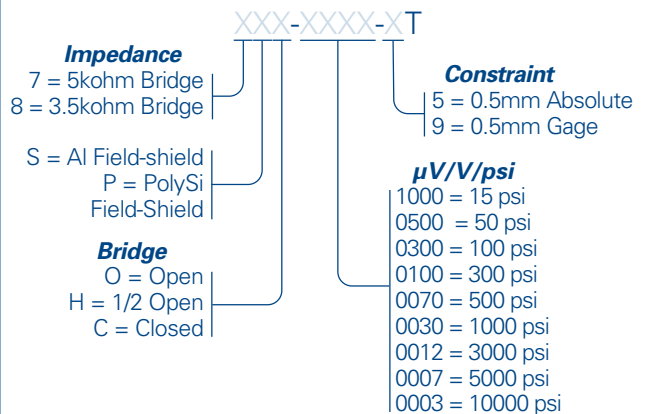 XXX-XXXX-XT
Impedance
7 = 5kohm Bridge
8 = 3.5kohm Bridge
S = Al Field-shield
P = PolySi
Field-Shield
Bridge
O = Open
H = 1/2 Open
C = Closed
Constraint
5 = 0.5mm Absolute
9 = 0.5mm Gage
µV/V/psi
1000 = 15 psi
0500 = 50 psi
0300 = 100 psi
0100 = 300 psi
0070 = 500 psi
0030 = 1000 psi
0012 = 3000 psi
0007 = 5000 psi
0003 = 10000 psi